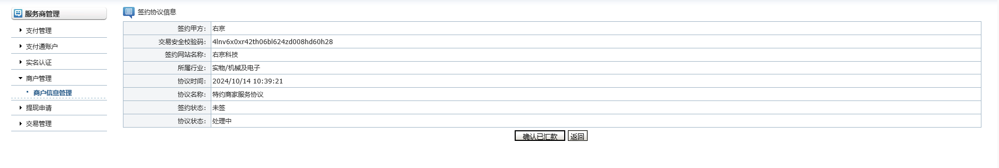 服务商管理
支付管理
支付通账户
实名认证
商户管理
商户信息管理
提现申请
交易管理
签约协议信息
签约甲方： 右京
交易安全校验码： 4lnv6x0xr42th06bl624zd008hd60h28
签约网站名称： 右京科技
所属行业： 实物/机械及电子
协议时间： 2024/10/14 10:39:21
协议名称： 特约商家服务协议
签约状态： 未签
协议状态： 处理中
确认已汇款 返回